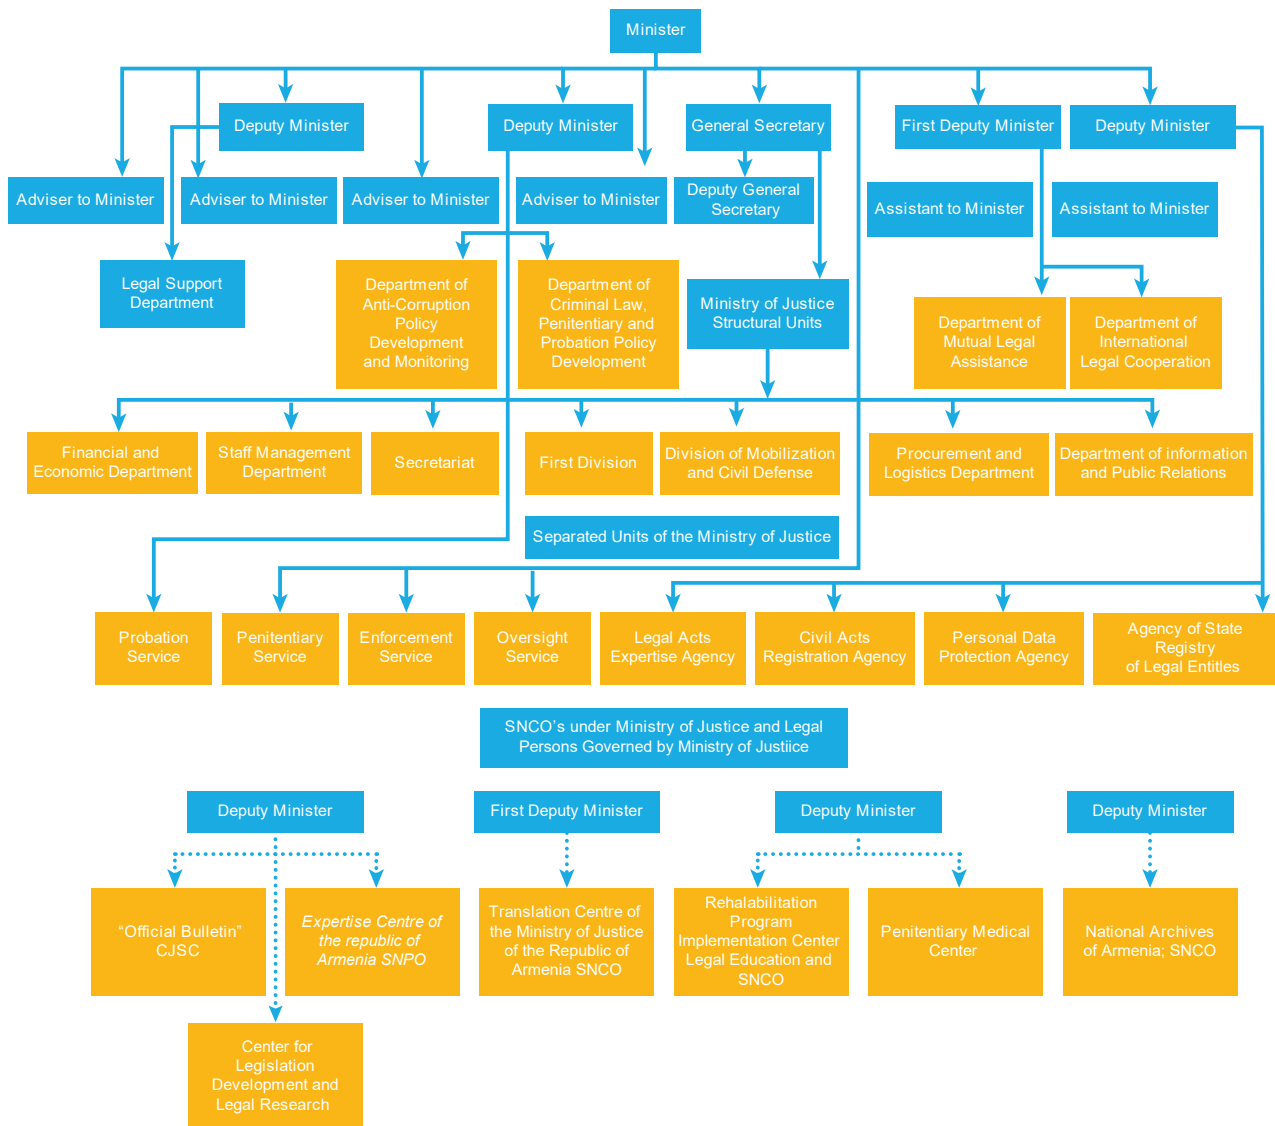 Minister
Deputy Minister
Deputy Minister
General Secretary
First Deputy Minister
Deputy Minister
Adviser to Minister
Adviser to Minister
Adviser to Minister
Adviser to Minister
Deputy General
Secretary
Assistant to Minister
Assistant to Minister
Legal Support
Department
Department of
Anti-Corruption
Policy
Development
and Monitoring
Department of
Criminal Law,
Penitentiary and
Probation Policy
Development
Ministry of Justice
Structural Units
Department of
Mutual Legal
Assistance
Department of
International
Legal Cooperation
Financial and
Economic Department
Staff Management
Department
Secretariat
First Division
Division of Mobilization
and Civil Defense
Procurement and
Logistics Department
Department of information
and Public Relations
Separated Units of the Ministry of Justice
Probation
Service
Penitentiary
Service
Enforcement
Service
Oversight
Service
Legal Acts
Expertise Agency
Civil Acts
Registration Agency
Personal Data
Protection Agency
Agency of State
Registry
of Legal Entitles
SNCO’s under Ministry of Justice and Legal
Persons Governed by Ministry of Justiice
Deputy Minister
First Deputy Minister
Deputy Minister
Deputy Minister
“Official Bulletin”
CJSC
Expertise Centre of
the republic of
Armenia SNPO
Translation Centre of
the Ministry of Justice
of the Republic of
Armenia SNCO
Rehalabilitation
Program
Implementation Center
Legal Education and
SNCO
Penitentiary Medical
Center
National Archives
of Armenia; SNCO
Center for
Legislation
Development and
Legal Research